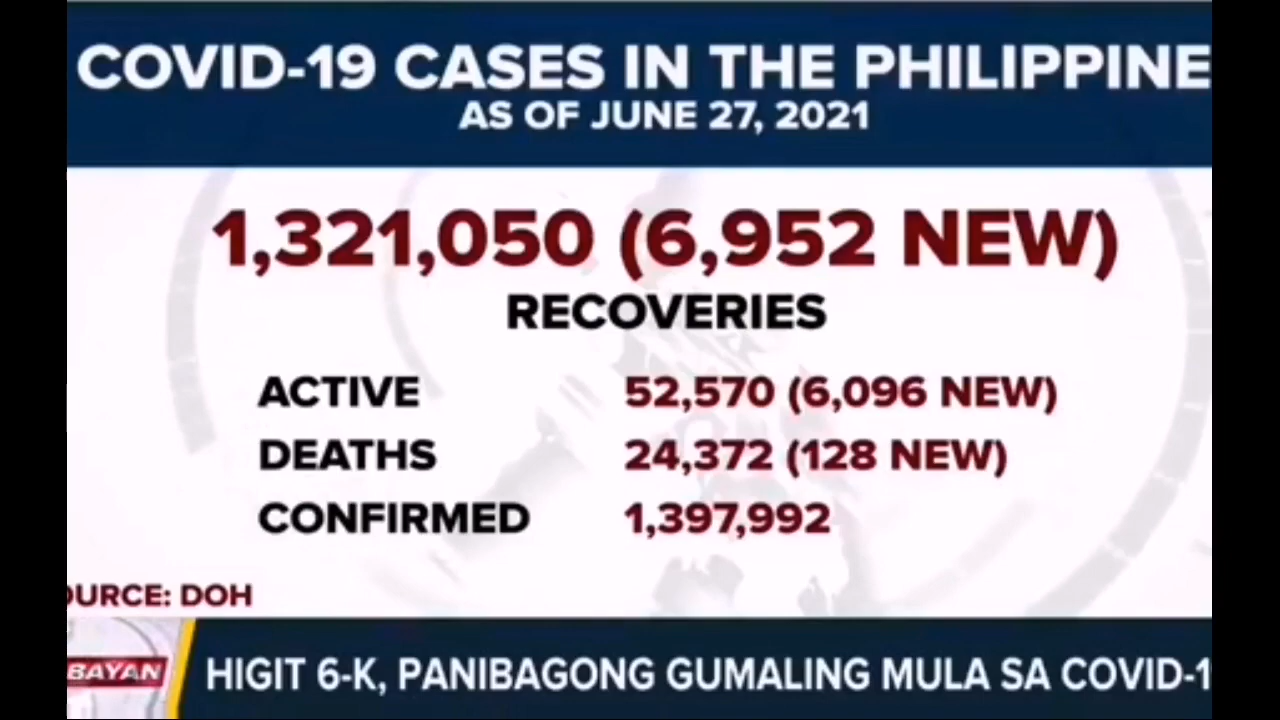 COVID-19 CASES IN THE PHILIPPINE
AS OF JUNE 27, 2021
1,321,050 (6,952 NEW)
RECOVERIES
ACTIVE 52,570 (6,096 NEW)
DEATHS 24,372 (128 NEW)
CONFIRMED 1,397,992
OURCE: DOH
BAYAN
HIGIT 6-K, PANIBAGONG GUMALING MULA SA COVID-1